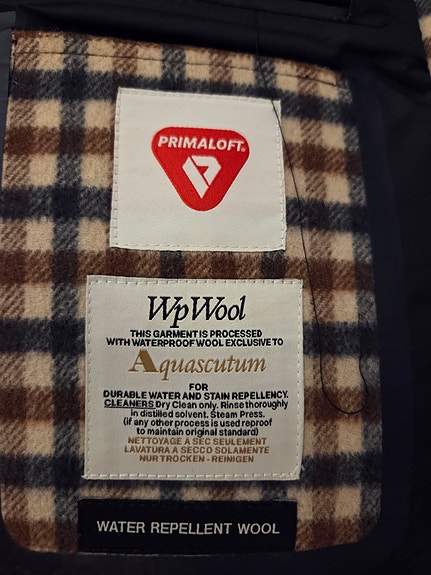 PRIMALOFT®
WpWool
THIS GARMENT IS PROCESSED
WITH WATERPROOF WOOL EXCLUSIVE TO
Aquascutum
FOR
DURABLE WATER AND STAIN REPELLENCY.
CLEANERS Dry Clean only. Rinse thoroughly
in distilled solvent. Steam Press.
(if any other process is used reproof
to maintain original standard)
NETTOYAGE A SEC SEULEMENT
LAVATURA A SECCO SOLAMENTE
NUR TROCKEN - REINIGEN
WATER REPELLENT WOOL